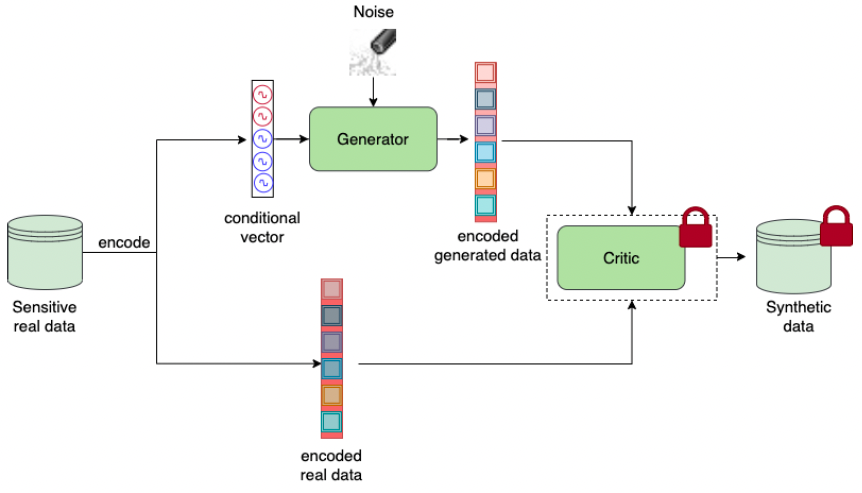 Noise
Generator
conditional
vector
encode
encoded
generated data
Critic
Sensitive
real data
Synthetic
data
encoded
real data